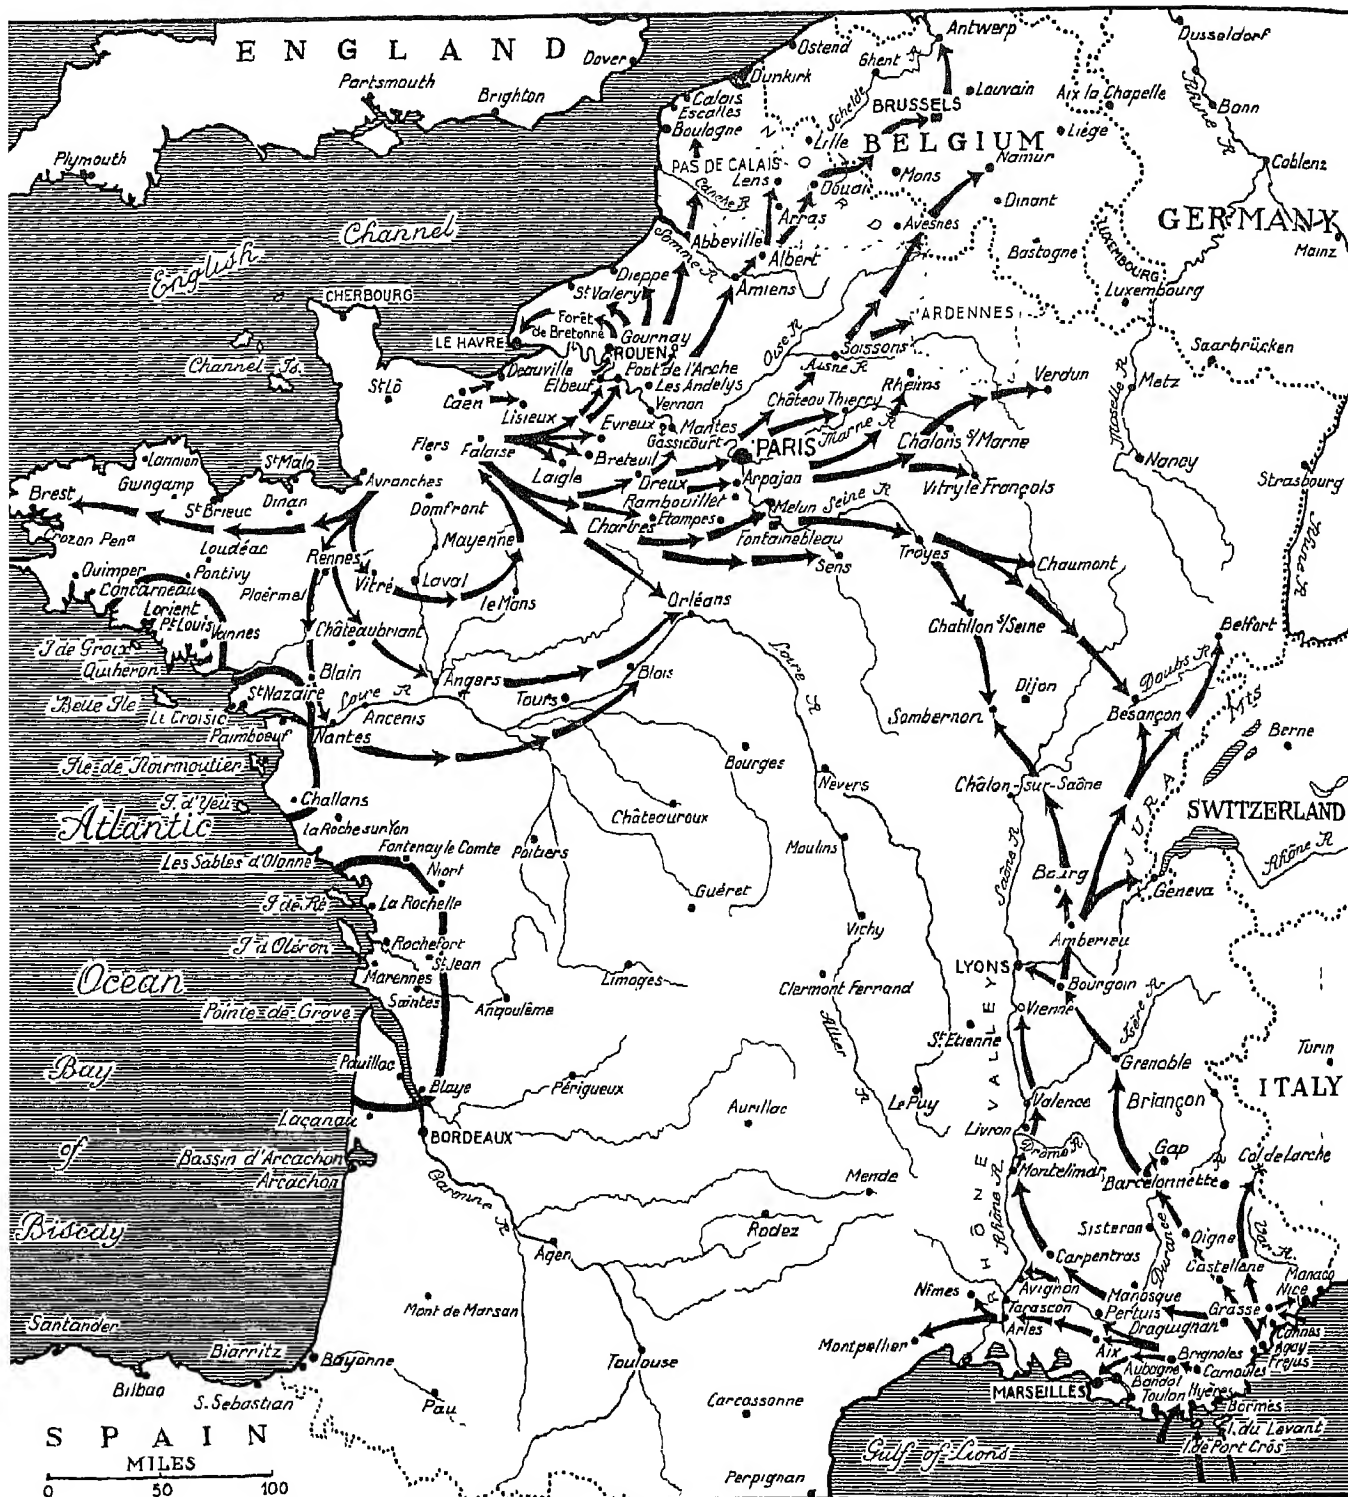 ENGLAND
Dover
Portsmouth
Brighton
Plymouth
English Channel
Ostend
Dunkirk
Calais
Escalles
Boulogne
PAS DE CALAIS
Canche R
Lens
Lille
Ghent
Schelde
Antwerp
BRUSSELS
Louvain
BELGIUM
Aix la Chapelle
Liége
Namur
Mons
Dinant
Douai
Arras
Avesnes
Bastogne
Dusseldorf
Rhine R
Bonn
Coblenz
GERMANY
Mainz
LUXEMBOURG
Luxembourg
Saarbrücken
Abbeville
Albert
Somme R
Amiens
Dieppe
St Valery
CHERBOURG
LE HAVRE
Forêt de Bretonne
Gournay
ROUEN
Pont de l'Arche
Les Andelys
Vernon
Elbeuf
Deauville
Channel Is.
St Lô
Caen
Lisieux
Evreux
Mantes
Gassicourt
Ouse R
Soissons
Aisne R
ARDENNES
Rheims
Château Thierry
Marne R
PARIS
Chalons s/Marne
Verdun
Metz
Moselle R
Nancy
Strasbourg
Rhine R
Flers
Falaise
Breteuil
Laigle
Dreux
Rambouillet
Arpajon
Melun
Seine R
Vitry le François
Chartres
Etampes
Fontainebleau
Sens
Troyes
Chaumont
Lannion
Guingamp
St Malo
St Brieuc
Dinan
Avranches
Domfront
Brest
Crozon Pena
Loudéac
Rennes
Mayenne
Vitré
Laval
le Mans
Quimper
Concarneau
Pontivy
Ploërmel
Lorient
Pt Louis
Vannes
Châteaubriant
Orléans
Chatillon s/Seine
Belfort
I de Groix
Quiberon
Blain
Angers
Blois
Loire R
Doubs R
Belle Ile
St Nazaire
Loire R
Ancenis
Tours
Dijon
Besançon
Le Croisic
Paimboeuf
Nantes
Sombernon
Mts
Berne
Ile de Noirmoutier
Bourges
Nevers
Châlon-sur-Saône
JURA
SWITZERLAND
Challans
I. d'Yeu
Châteauroux
Atlantic
La Roche sur Yon
Fontenay le Comte
Poitiers
Moulins
Saône R
Rhône R
Les Sables d'Olonne
Niort
Guéret
Bourg
Geneva
I de Ré
La Rochelle
Vichy
Amberieu
I d'Oléron
Rochefort
St Jean
Ocean
Marennes
Saintes
Limoges
Angoulême
Clermont Ferrand
LYONS
Bourgoin
Pointe de Grave
Vienne
Isère R
Allier R
St Etienne
Pauillac
Bay
Blaye
Périgueux
Grenoble
Turin
ITALY
Aurillac
Le Puy
Valence
Briançon
Laçanau
BORDEAUX
Livron
Drôme R
of
Bassin d'Arcachon
Arcachon
Montelimar
Gap
Barcelonnette
Col de Larche
Mende
Garonne R
RHÔNE VALLEY
Rhône R
Biscay
Rodez
Sisteron
Digne
Var R
Agen
Durance
Carpentras
Castellane
Monaco
Nice
Mont de Marsan
Nîmes
Avignon
Manosque
Grasse
Tarascon
Pertuis
Draguignan
Cannes
Agay
Frejus
Santander
Arles
Aix
Brignoles
Biarritz
Bayonne
Toulouse
Montpellier
Aubagne
Carnoules
Bilbao
S. Sebastian
Pau
MARSEILLES
Bandol
Toulon
Hyères
Bormes
Carcassonne
SPAIN
I. du Levant
I. de Port Crôs
Gulf of Lions
Perpignan
MILES
0 50 100